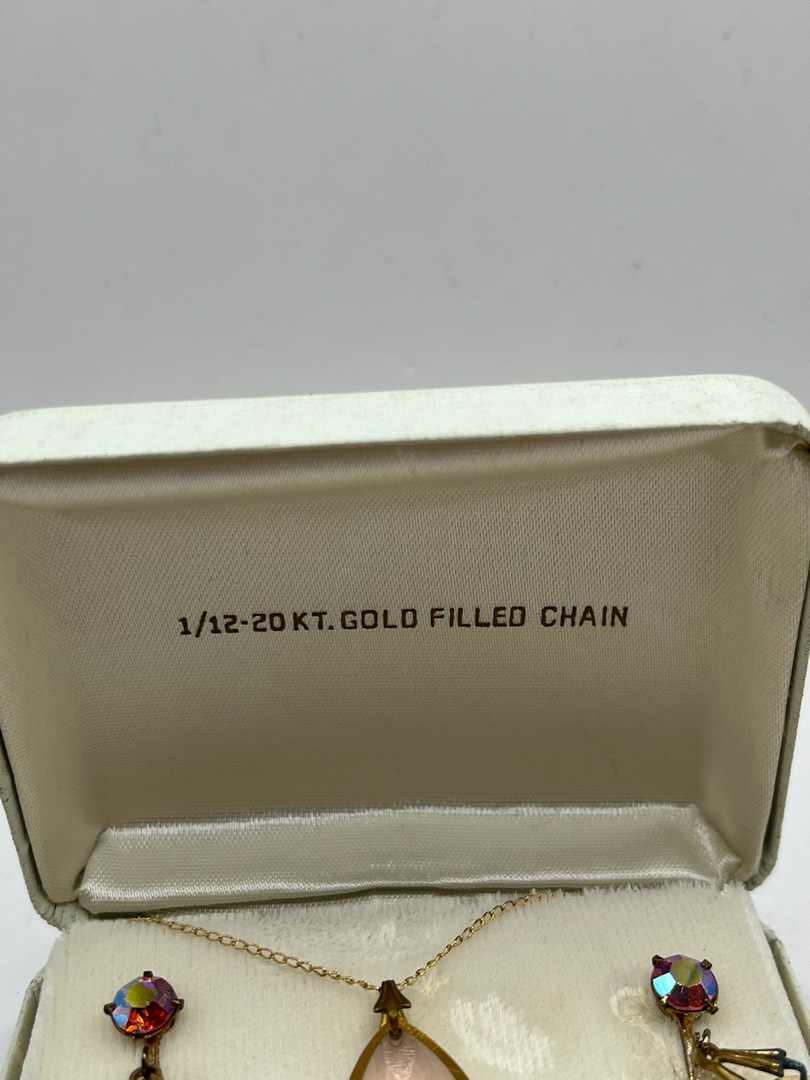 1/12-20 KT. GOLD FILLED CHAIN